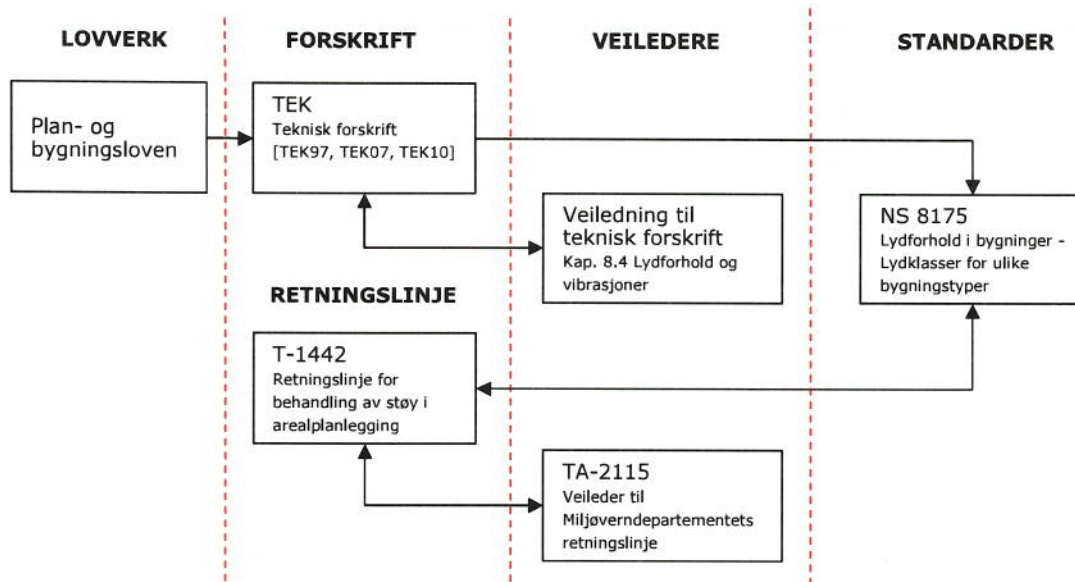 LOVVERK
FORSKRIFT
VEILEDERE
STANDARDER
Plan- og
bygningsloven
TEK
Teknisk forskrift
[TEK97, TEK07, TEK10]
Veiledning til
teknisk forskrift
Kap. 8.4 Lydforhold og
vibrasjoner
NS 8175
Lydforhold i bygninger -
Lydklasser for ulike
bygningstyper
RETNINGSLINJE
T-1442
Retningslinje for
behandling av støy i
arealplanlegging
TA-2115
Veileder til
Miljøverndepartementets
retningslinje